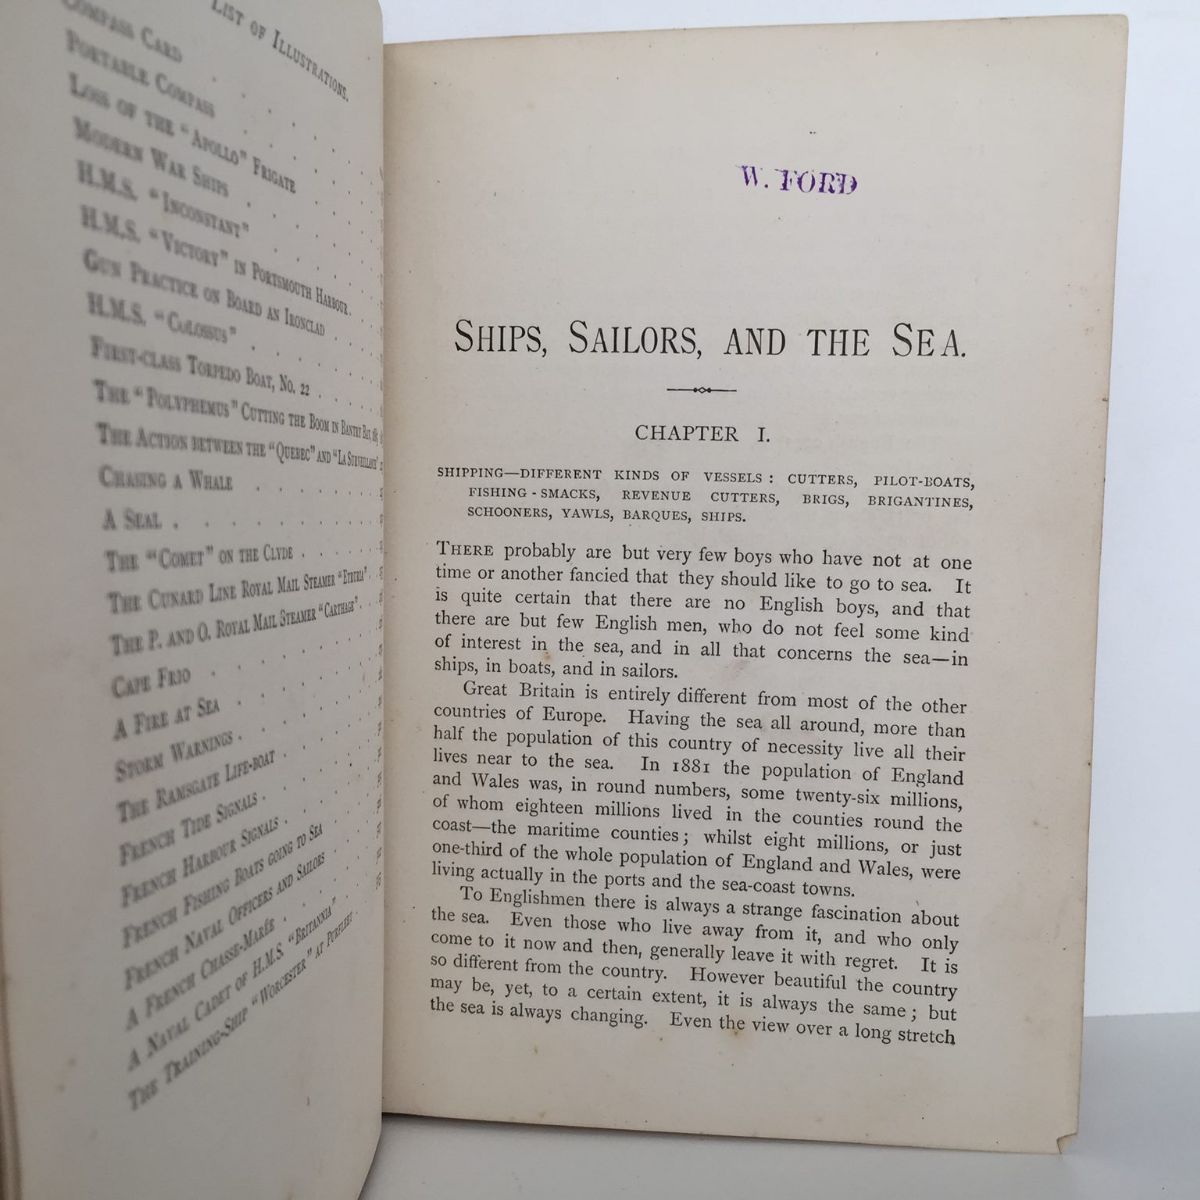 LIST OF ILLUSTRATIONS.
COMPASS CARD
PORTABLE COMPASS
LOSS OF THE "APOLLO" FRIGATE
MODERN WAR SHIPS
H.M.S. "INCONSTANT"
H.M.S. "VICTORY" IN PORTSMOUTH HARBOUR.
GUN PRACTICE ON BOARD AN IRONCLAD
H.M.S. "COLOSSUS"
FIRST-CLASS TORPEDO BOAT, NO. 22
THE "POLYPHEMUS" CUTTING THE BOOM IN BANTRY BAY,
THE ACTION BETWEEN THE "QUEBEC" AND "LA SURVEILLANTE"
CHASING A WHALE
A SEAL
THE "COMET" ON THE CLYDE
THE CUNARD LINE ROYAL MAIL STEAMER "ETRURIA"
THE P. AND O. ROYAL MAIL STEAMER "CARTHAGE"
CAPE FRIO
A FIRE AT SEA
STORM WARNINGS
THE RAMSGATE LIFE-BOAT
FRENCH TIDE SIGNALS
FRENCH HARBOUR SIGNALS
FRENCH FISHING BOATS GOING TO SEA
FRENCH NAVAL OFFICERS AND SAILORS
A FRENCH CHASSE-MARÉE
A NAVAL CADET OF H.M.S. "BRITANNIA"
THE TRAINING-SHIP "WORCESTER" AT PURFLEET
W. FORD
SHIPS, SAILORS, AND THE SEA.
CHAPTER I.
SHIPPING—DIFFERENT KINDS OF VESSELS: CUTTERS, PILOT-BOATS,
FISHING-SMACKS, REVENUE CUTTERS, BRIGS, BRIGANTINES,
SCHOONERS, YAWLS, BARQUES, SHIPS.
THERE probably are but very few boys who have not at one
time or another fancied that they should like to go to sea. It
is quite certain that there are no English boys, and that
there are but few English men, who do not feel some kind
of interest in the sea, and in all that concerns the sea—in
ships, in boats, and in sailors.
Great Britain is entirely different from most of the other
countries of Europe. Having the sea all around, more than
half the population of this country of necessity live all their
lives near to the sea. In 1881 the population of England
and Wales was, in round numbers, some twenty-six millions,
of whom eighteen millions lived in the counties round the
coast—the maritime counties; whilst eight millions, or just
one-third of the whole population of England and Wales, were
living actually in the ports and the sea-coast towns.
To Englishmen there is always a strange fascination about
the sea. Even those who live away from it, and who only
come to it now and then, generally leave it with regret. It is
so different from the country. However beautiful the country
may be, yet, to a certain extent, it is always the same; but
the sea is always changing. Even the view over a long stretch